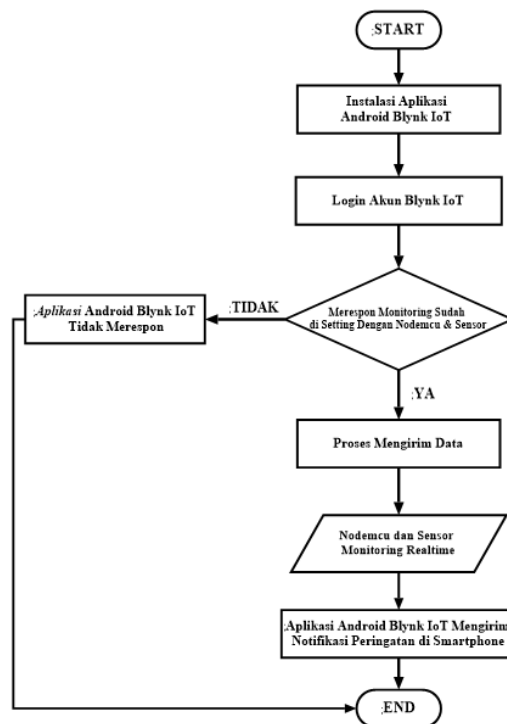 ;START
Instalasi Aplikasi
Android Blynk IoT
Login Akun Blynk IoT
Merespon Monitoring Sudah
di Setting Dengan Nodemcu & Sensor
;TIDAK
;Aplikasi Android Blynk IoT
Tidak Merespon
;YA
Proses Mengirim Data
Nodemcu dan Sensor
Monitoring Realtime
;Aplikasi Android Blynk IoT Mengirim
Notifikasi Peringatan di Smartphone
;END